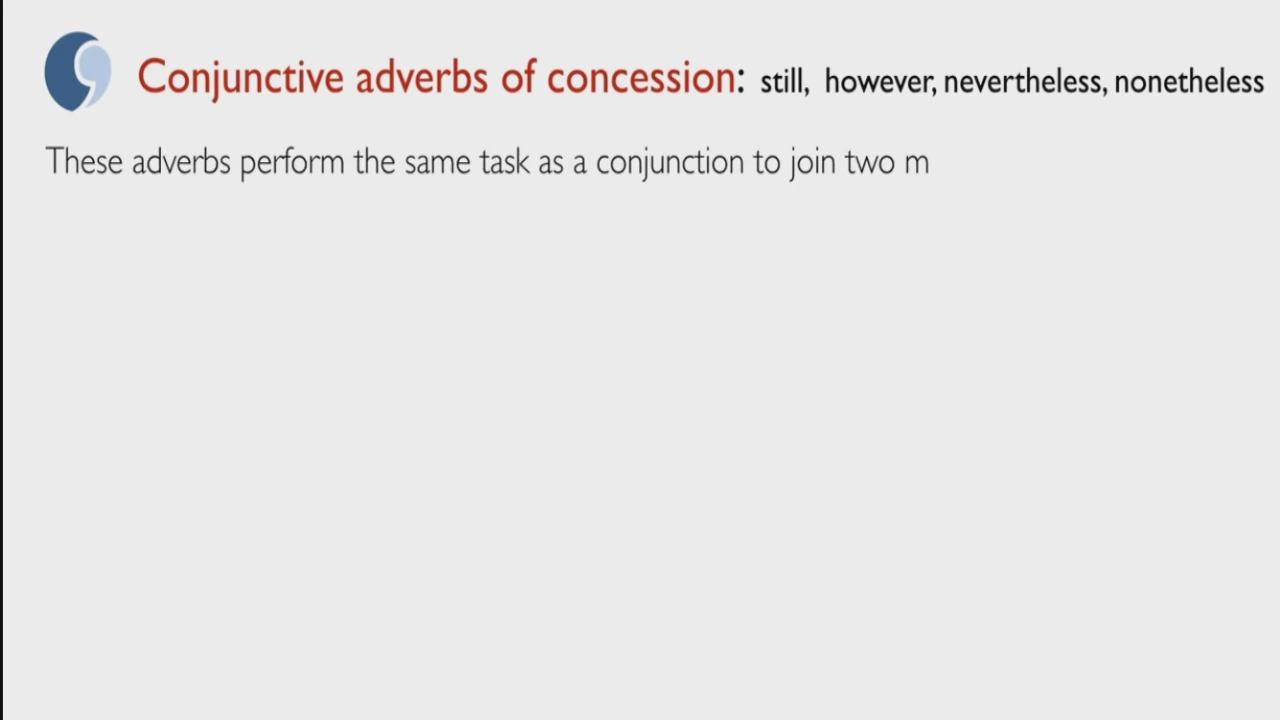 Conjunctive adverbs of concession: still, however, nevertheless, nonetheless
These adverbs perform the same task as a conjunction to join two m